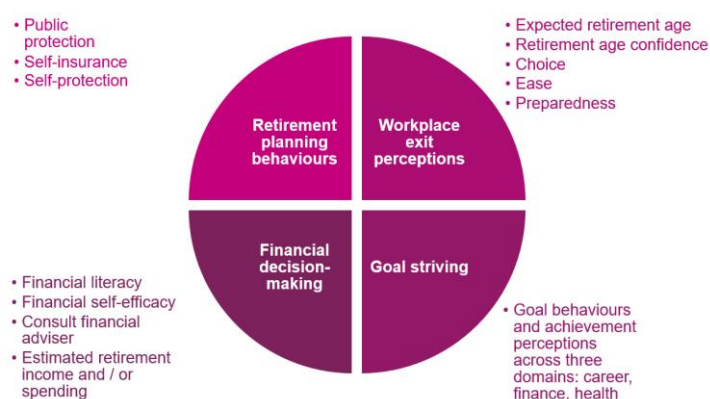 • Public
protection
• Self-insurance
• Self-protection
• Expected retirement age
• Retirement age confidence
• Choice
• Ease
• Preparedness
Retirement
planning
behaviours
Workplace
exit
perceptions
Financial
decision-
making
Goal striving
• Financial literacy
• Financial self-efficacy
• Consult financial
adviser
• Estimated retirement
income and / or
spending
• Goal behaviours
and achievement
perceptions
across three
domains: career,
finance, health